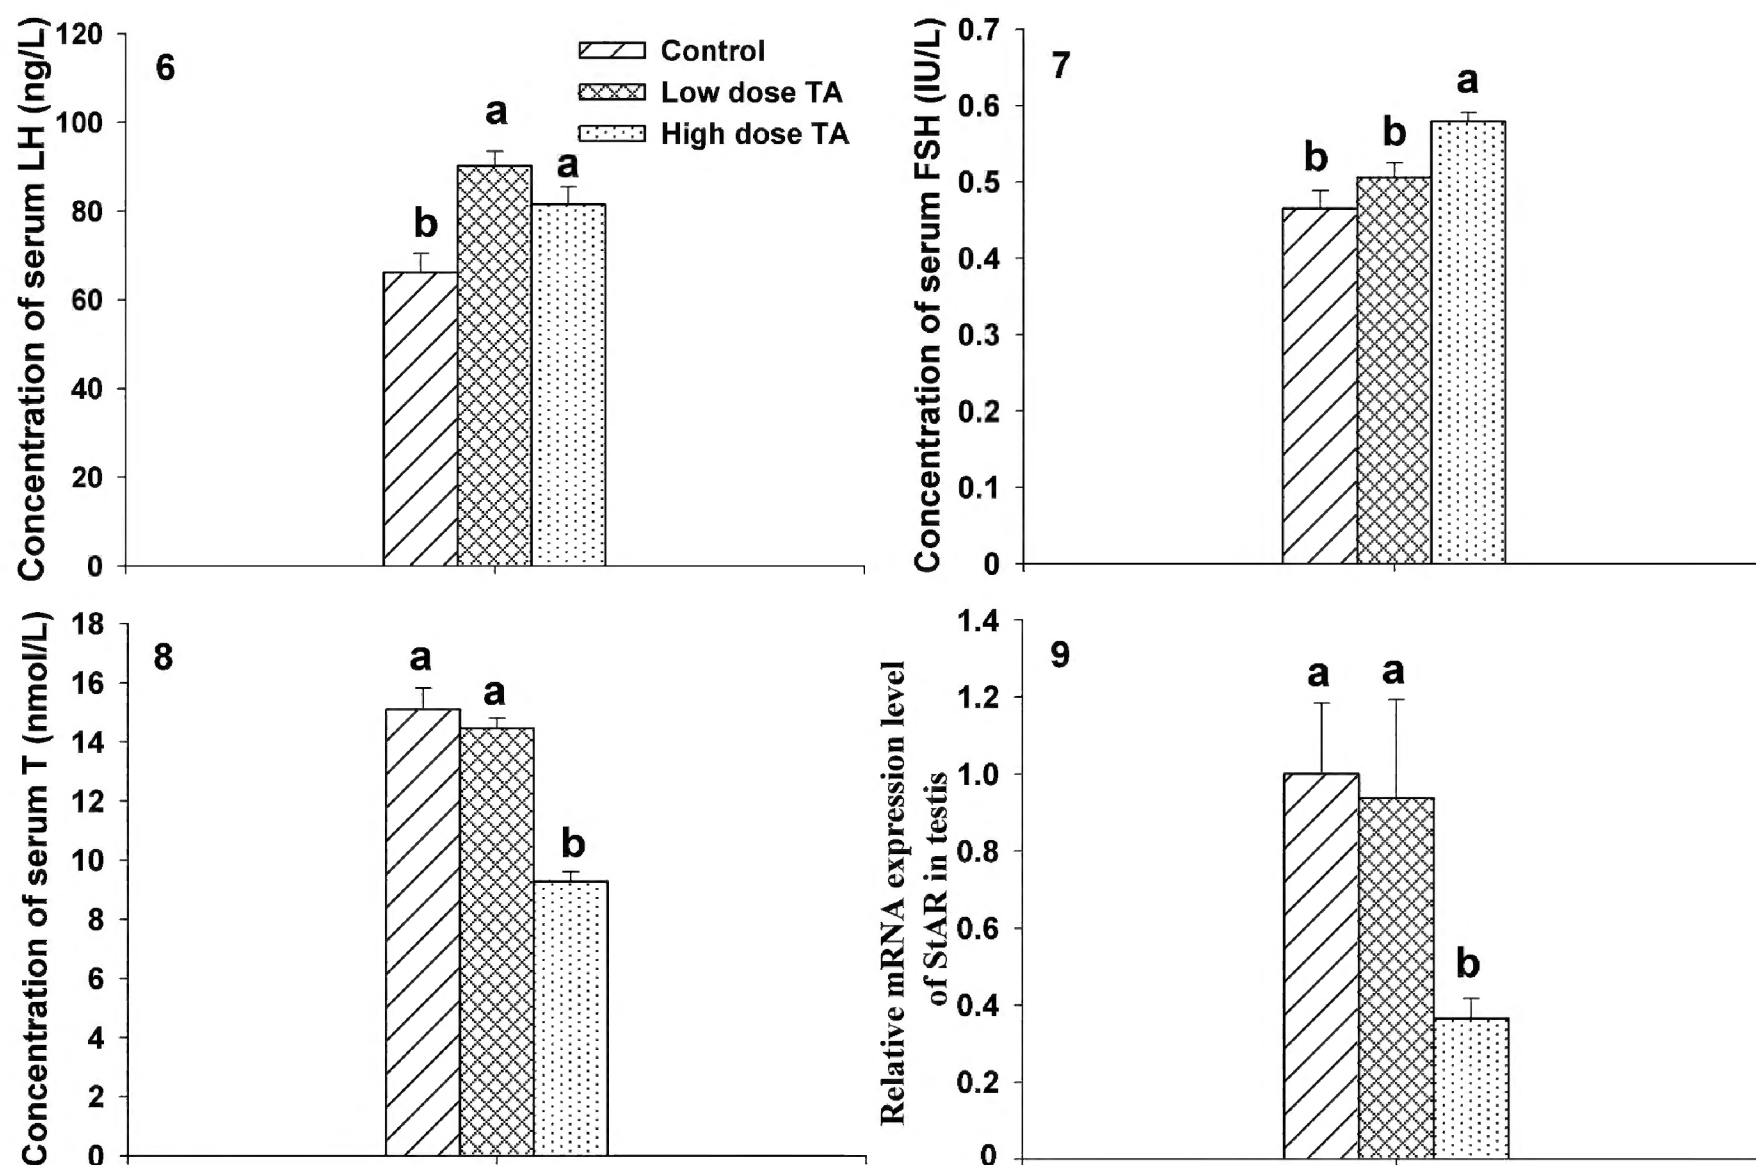 Concentration of serum LH (ng/L)
120
100
80
60
40
20
0
6
Control
Low dose TA
High dose TA
b
a
a
Concentration of serum FSH (IU/L)
0.7
0.6
0.5
0.4
0.3
0.2
0.1
0
7
b
b
a
Concentration of serum T (nmol/L)
18
16
14
12
10
8
6
4
2
0
8
a
a
b
Relative mRNA expression level
of StAR in testis
1.4
1.2
1.0
0.8
0.6
0.4
0.2
0
9
a
a
b